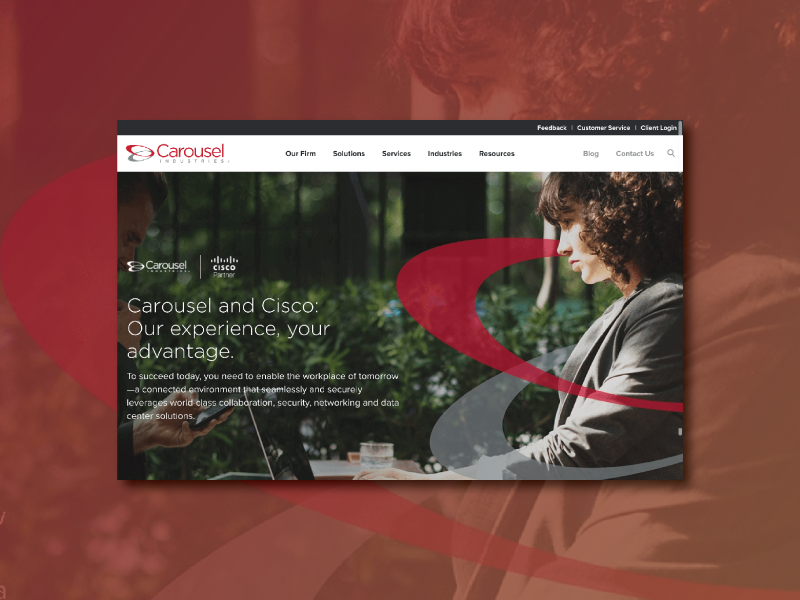 Feedback | Customer Service | Client Login
Carousel
INDUSTRIES
Our Firm Solutions Services Industries Resources Blog Contact Us
Carousel
INDUSTRIES
CISCO
Partner
Carousel and Cisco:
Our experience, your
advantage.
To succeed today, you need to enable the workplace of tomorrow
—a connected environment that seamlessly and securely
leverages world-class collaboration, security, networking and data
center solutions.